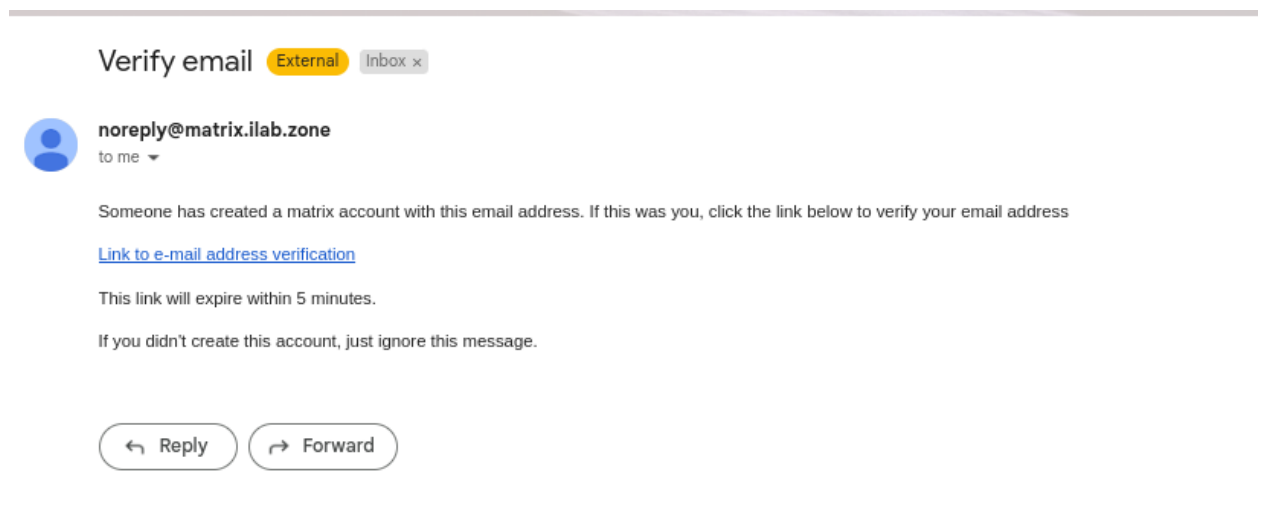 Verify email External Inbox ×
noreply@matrix.ilab.zone
to me
Someone has created a matrix account with this email address. If this was you, click the link below to verify your email address
Link to e-mail address verification
This link will expire within 5 minutes.
If you didn't create this account, just ignore this message.
Reply Forward